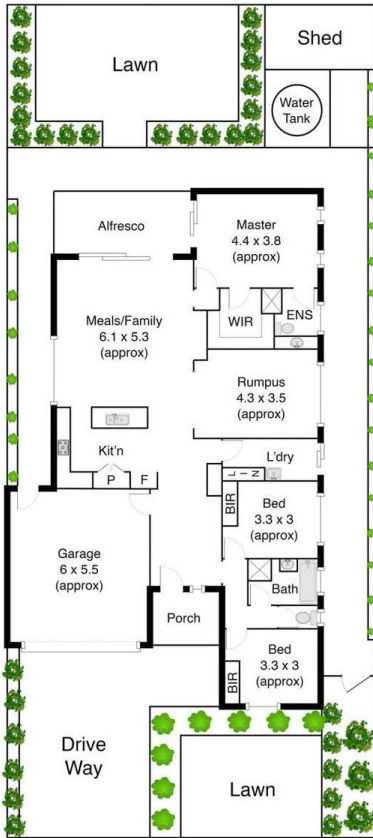 Lawn
Shed
Water
Tank
Alfresco
Master
4.4 x 3.8
(approx)
Meals/Family
6.1 x 5.3
(approx)
WIR
ENS
Rumpus
4.3 x 3.5
(approx)
Kit'n
P
F
L'dry
L I N
BIR
Bed
3.3 x 3
(approx)
Garage
6 x 5.5
(approx)
Bath
Porch
Bed
3.3 x 3
(approx)
BIR
Drive
Way
Lawn